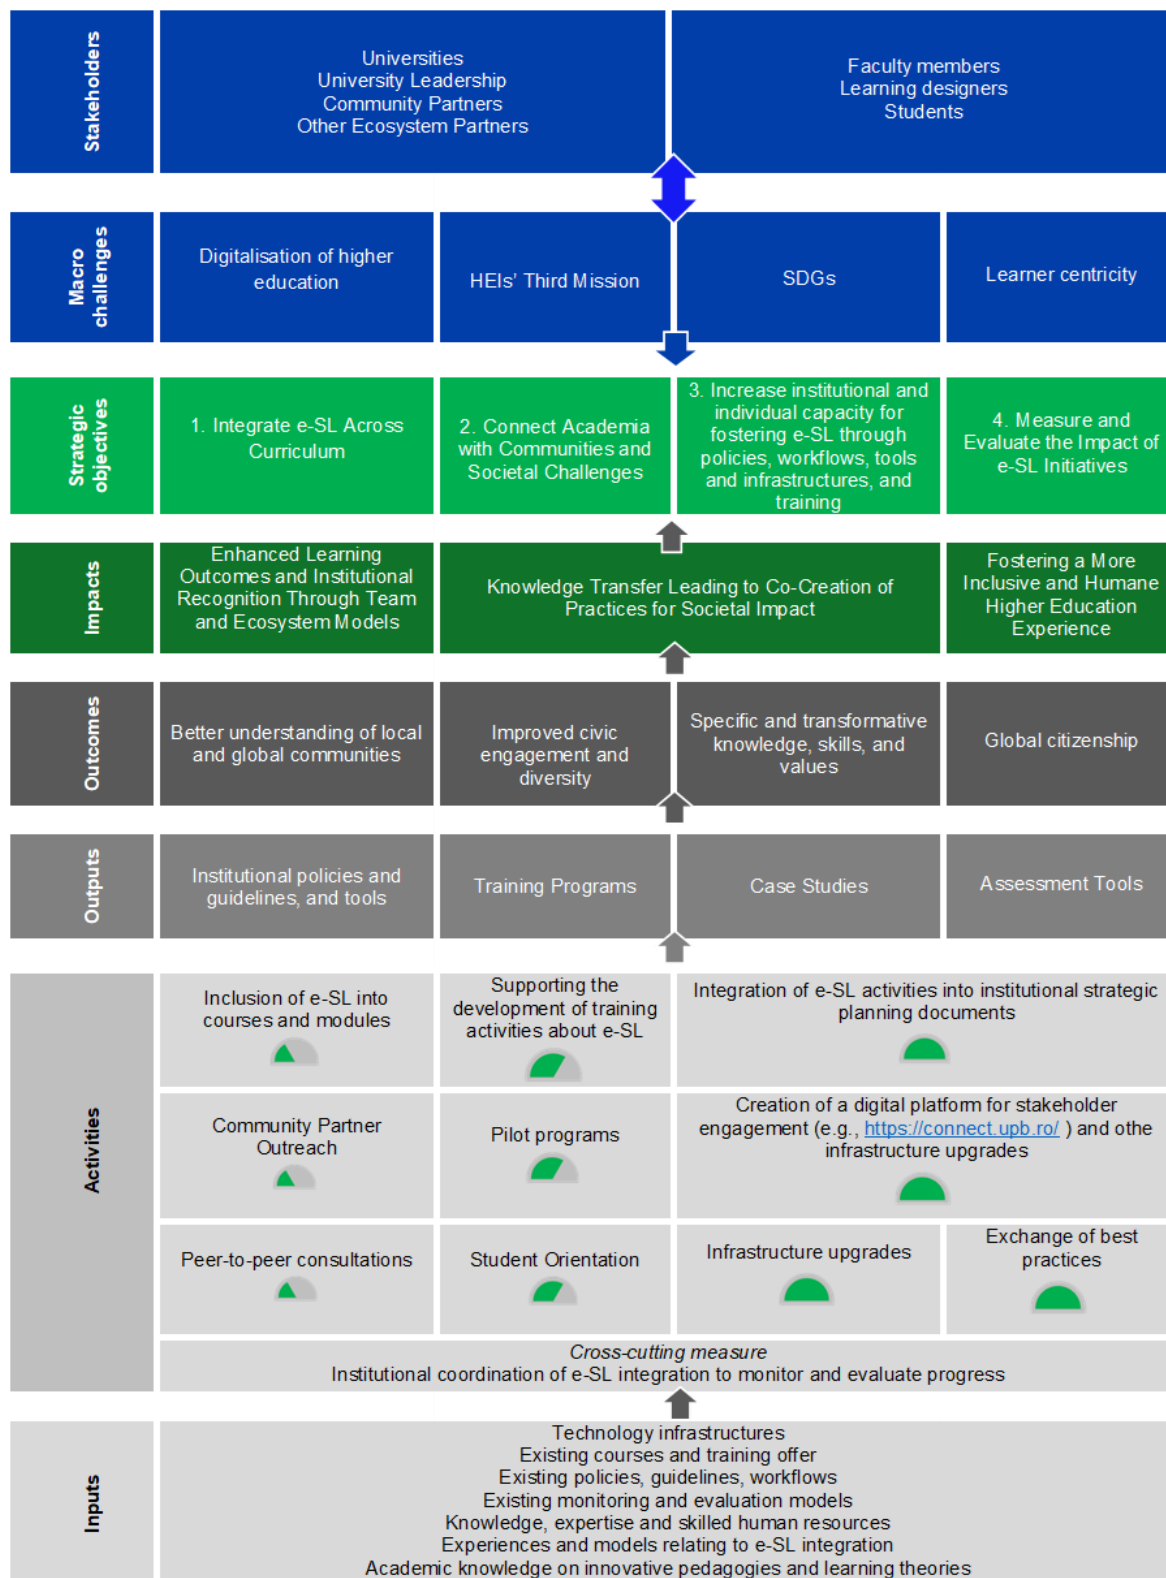 Stakeholders
Universities
University Leadership
Community Partners
Other Ecosystem Partners
Faculty members
Learning designers
Students
Macro
challenges
Digitalisation of higher
education
HEIs' Third Mission
SDGs
Learner centricity
Strategic
objectives
1. Integrate e-SL Across
Curriculum
2. Connect Academia
with Communities and
Societal Challenges
3. Increase institutional and
individual capacity for
fostering e-SL through
policies, workflows, tools
and infrastructures, and
training
4. Measure and
Evaluate the Impact of
e-SL Initiatives
Impacts
Enhanced Learning
Outcomes and Institutional
Recognition Through Team
and Ecosystem Models
Knowledge Transfer Leading to Co-Creation of
Practices for Societal Impact
Fostering a More
Inclusive and Humane
Higher Education
Experience
Outcomes
Better understanding of local
and global communities
Improved civic
engagement and
diversity
Specific and transformative
knowledge, skills, and
values
Global citizenship
Outputs
Institutional policies and
guidelines, and tools
Training Programs
Case Studies
Assessment Tools
Activities
Inclusion of e-SL into
courses and modules
Supporting the
development of training
activities about e-SL
Integration of e-SL activities into institutional strategic
planning documents
Community Partner
Outreach
Pilot programs
Creation of a digital platform for stakeholder
engagement (e.g., https://connect.upb.ro/ ) and othe
infrastructure upgrades
Peer-to-peer consultations
Student Orientation
Infrastructure upgrades
Exchange of best
practices
Cross-cutting measure
Institutional coordination of e-SL integration to monitor and evaluate progress
Inputs
Technology infrastructures
Existing courses and training offer
Existing policies, guidelines, workflows
Existing monitoring and evaluation models
Knowledge, expertise and skilled human resources
Experiences and models relating to e-SL integration
Academic knowledge on innovative pedagogies and learning theories